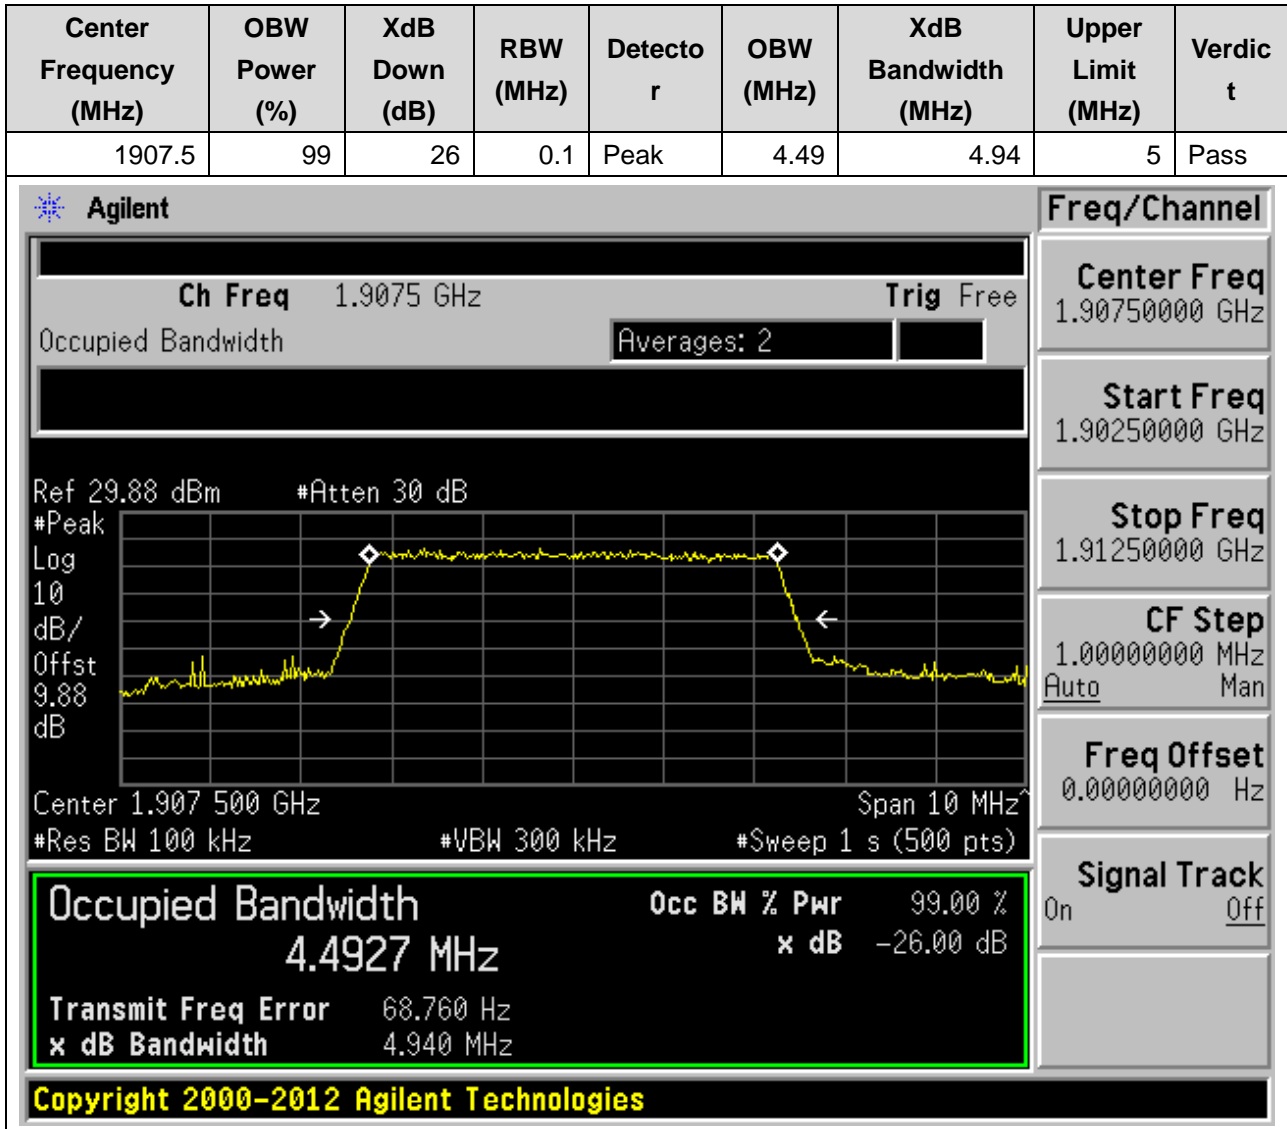 Center Frequency (MHz) OBW Power (%) XdB Down (dB) RBW (MHz) Detecto r OBW (MHz) XdB Bandwidth (MHz) Upper Limit (MHz) Verdic t
1907.5 99 26 0.1 Peak 4.49 4.94 5 Pass
Agilent
Freq/Channel
Ch Freq 1.9075 GHz Trig Free
Occupied Bandwidth Averages: 2
Center Freq
1.90750000 GHz
Start Freq
1.90250000 GHz
Stop Freq
1.91250000 GHz
CF Step
1.00000000 MHz
Auto Man
Freq Offset
0.00000000 Hz
Signal Track
On Off
Ref 29.88 dBm #Atten 30 dB
#Peak
Log
10
dB/
Offst
9.88
dB
Center 1.907 500 GHz Span 10 MHz^
#Res BW 100 kHz #VBW 300 kHz #Sweep 1 s (500 pts)
Occupied Bandwidth
4.4927 MHz
Occ BW % Pwr 99.00 %
x dB -26.00 dB
Transmit Freq Error 68.760 Hz
x dB Bandwidth 4.940 MHz
Copyright 2000-2012 Agilent Technologies